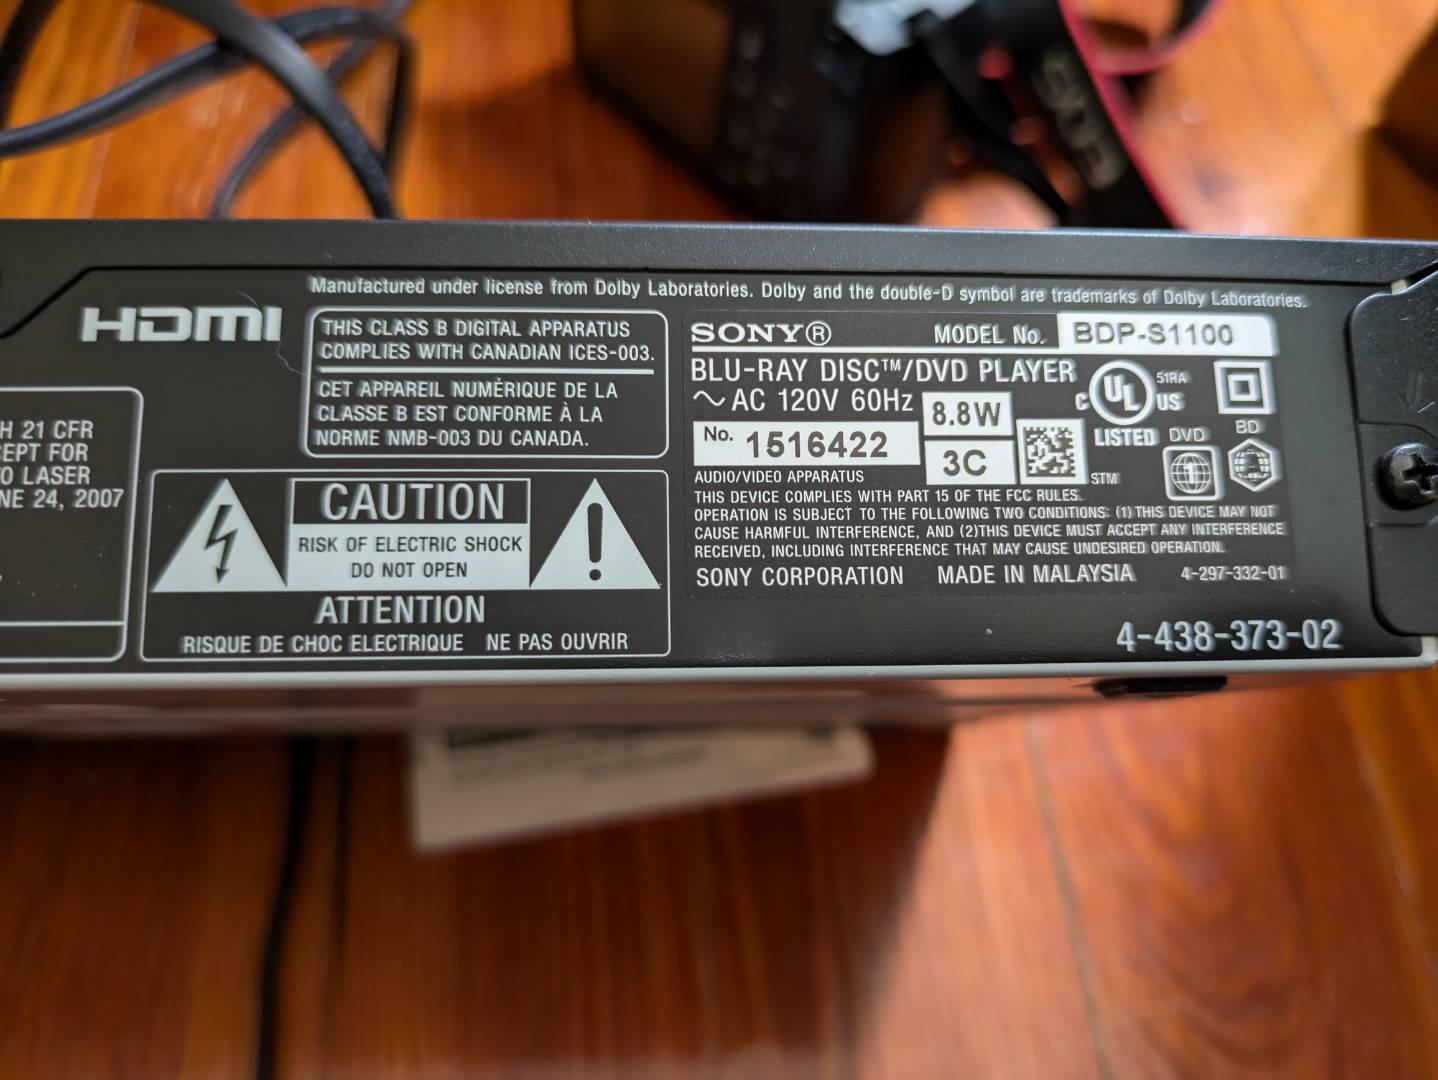 EOS
Manufactured under license from Dolby Laboratories. Dolby and the double-D symbol are trademarks of Dolby Laboratories.
HDMI
THIS CLASS B DIGITAL APPARATUS
COMPLIES WITH CANADIAN ICES-003.
CET APPAREIL NUMÉRIQUE DE LA
CLASSE B EST CONFORME À LA
NORME NMB-003 DU CANADA.
H 21 CFR
CEPT FOR
O LASER
NE 24, 2007
CAUTION
RISK OF ELECTRIC SHOCK
DO NOT OPEN
ATTENTION
RISQUE DE CHOC ELECTRIQUE NE PAS OUVRIR
SONY® MODEL No. BDP-S1100
BLU-RAY DISC™/DVD PLAYER
~ AC 120V 60Hz 8.8W
No. 1516422 3C
C UL US 51RA
LISTED
DVD
1
BD
A
STM
AUDIO/VIDEO APPARATUS
THIS DEVICE COMPLIES WITH PART 15 OF THE FCC RULES.
OPERATION IS SUBJECT TO THE FOLLOWING TWO CONDITIONS: (1) THIS DEVICE MAY NOT
CAUSE HARMFUL INTERFERENCE, AND (2)THIS DEVICE MUST ACCEPT ANY INTERFERENCE
RECEIVED, INCLUDING INTERFERENCE THAT MAY CAUSE UNDESIRED OPERATION.
SONY CORPORATION MADE IN MALAYSIA 4-297-332-01
4-438-373-02